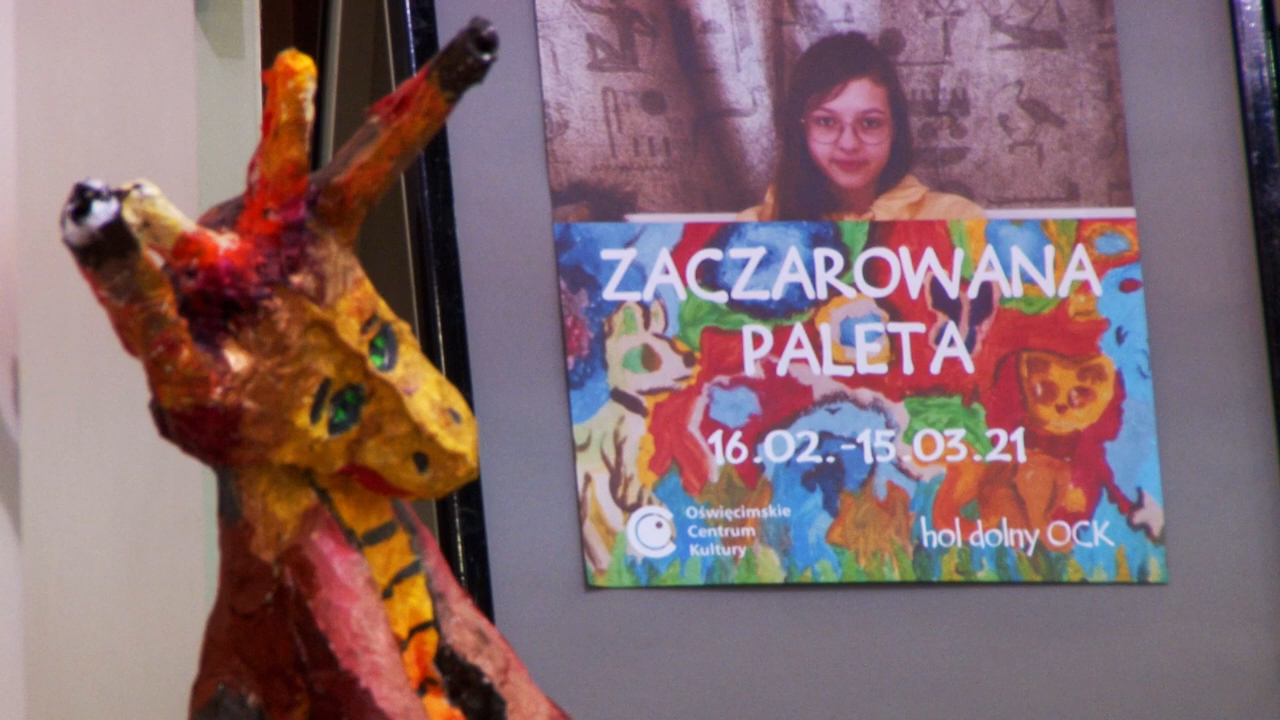 ZACZAROWANA
PALETA
16.02.-15.03.21
Oświęcimskie
Centrum
Kultury
hol dolny OCK